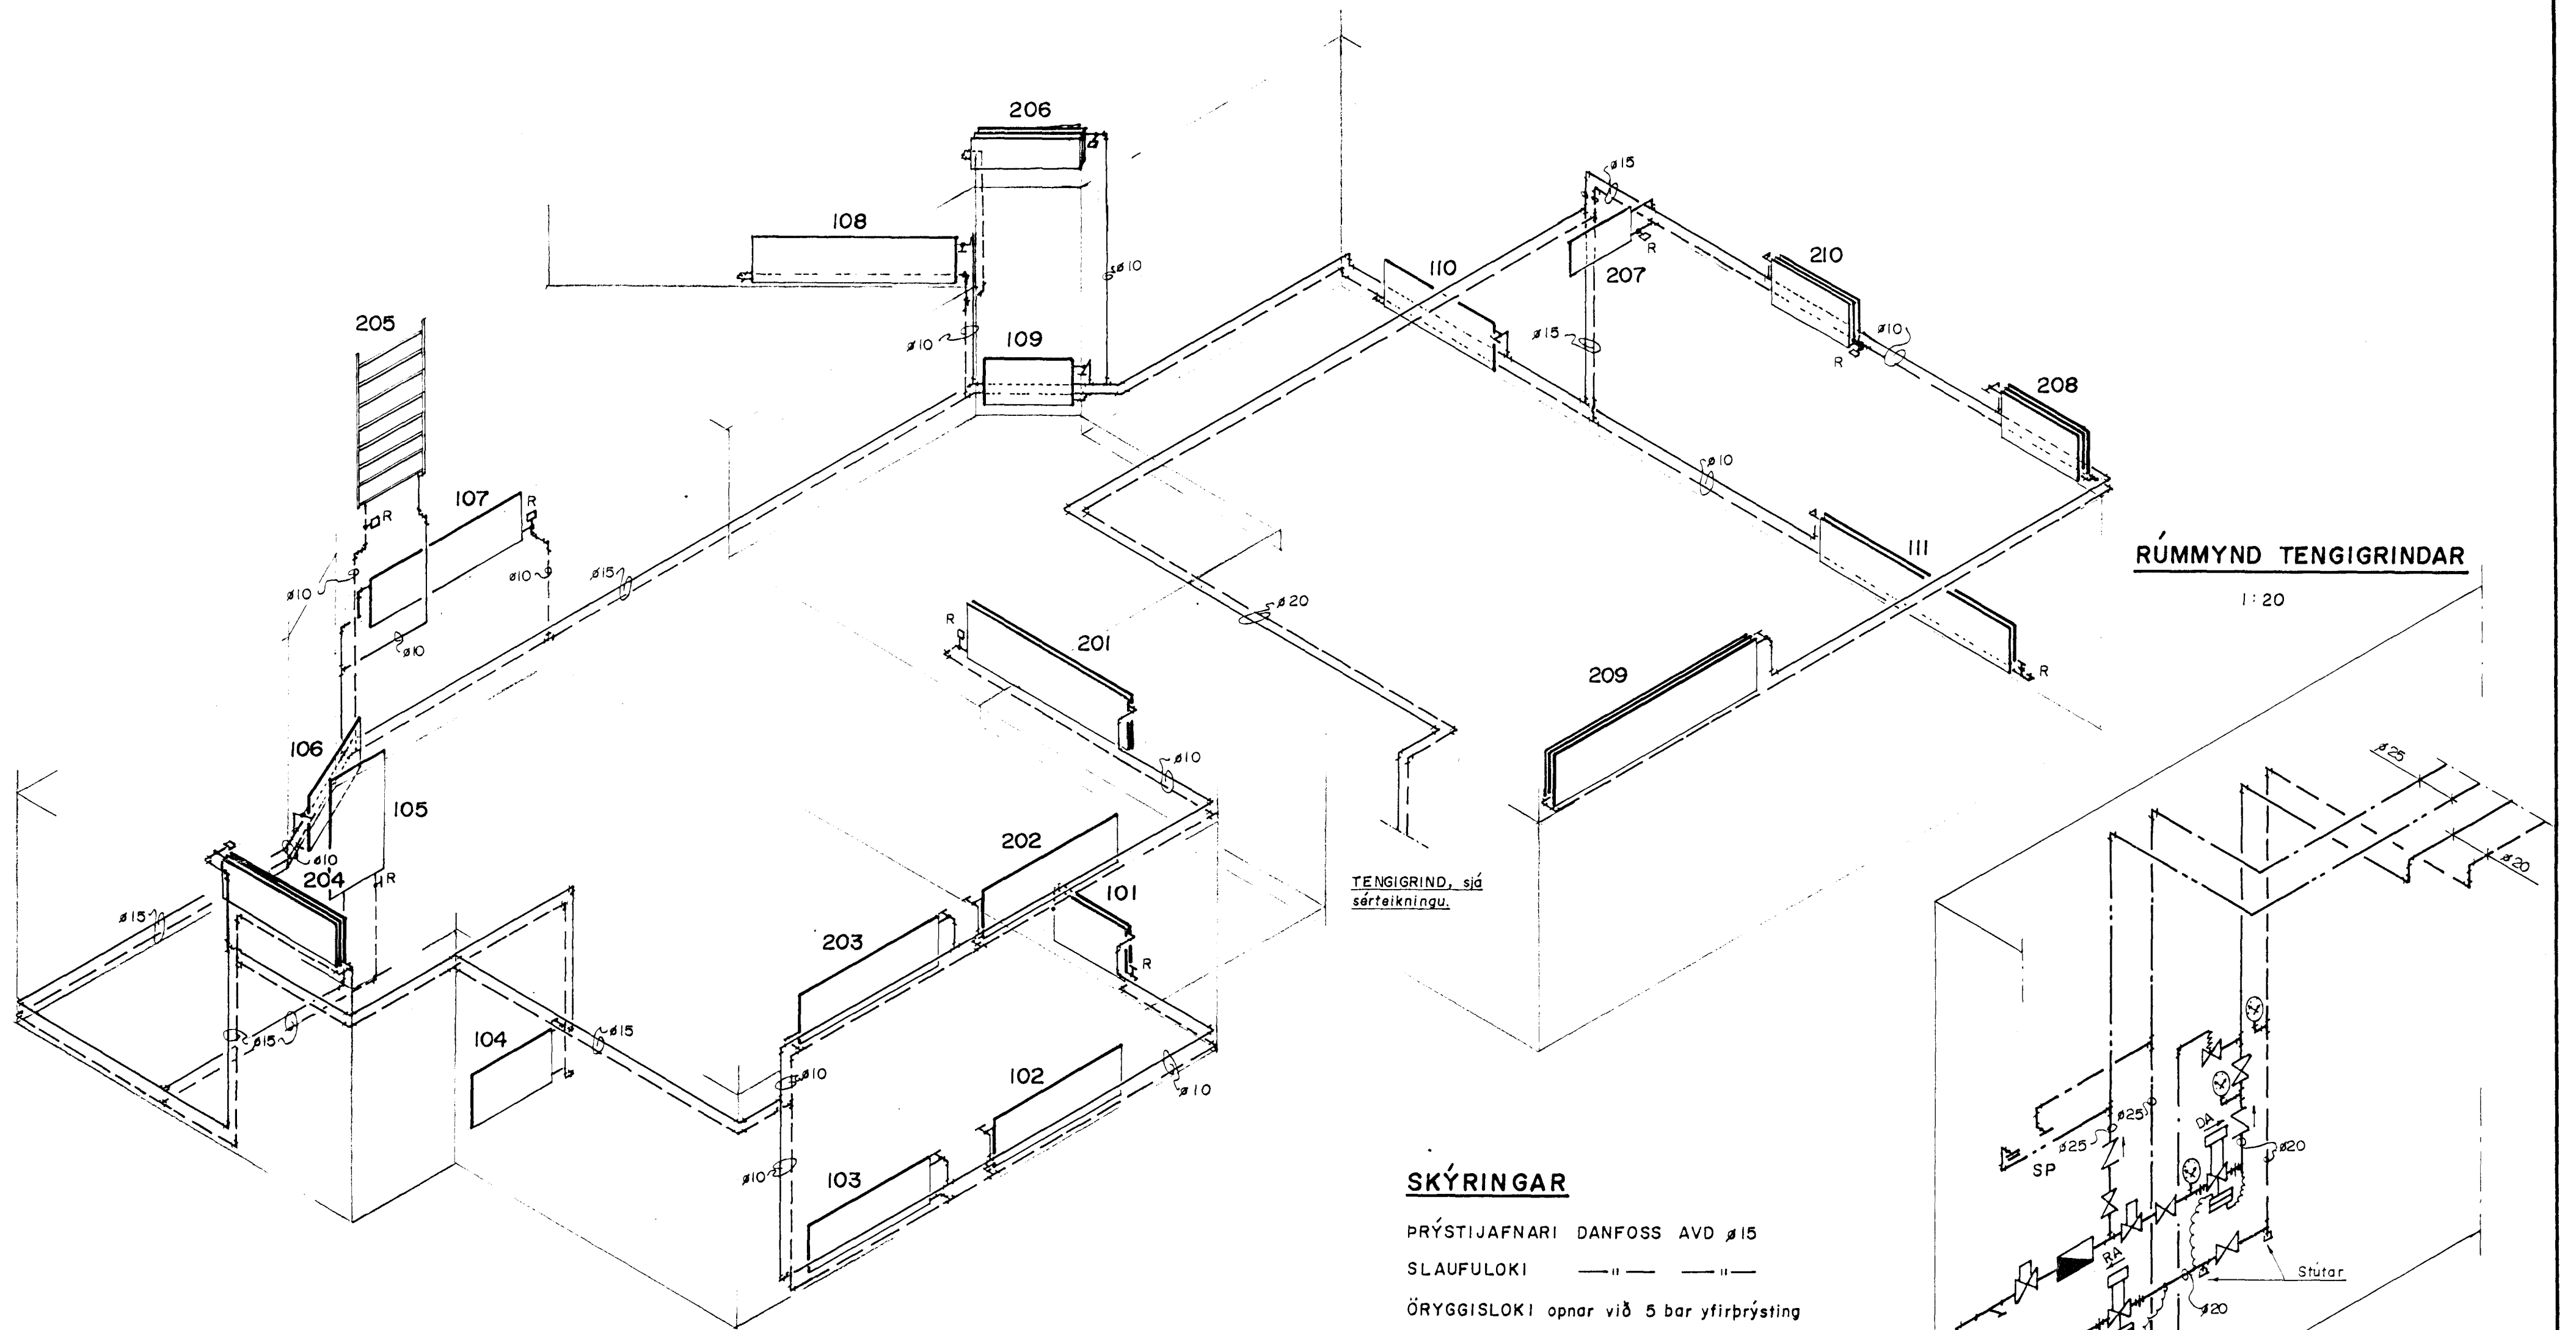 206
ø15
108
210
110
207
R
ø10
205
ø15
ø10
R
ø10
109
208
107
R
R
ø10
111
RÚMMYND TENGIGRINDAR
1:20
ø10
ø10
ø15
ø20
R
201
ø10
209
R
106
ø10
ø25
105
202
ø10
204
R
101
TENGIGRIND, sjá
sérteikningu.
ø20
ø15
203
R
ø15
104
ø15
ø10
102
ø10
ø25
DA
ø25
ø20
SP
ø10
103
SKÝRINGAR
ÞRÝSTIJAFNARI DANFOSS AVD ø15
RA
SLAUFULOKI —"— —"—
Stútar
ÖRYGGISLOKI opnar við 5 bar yfirþrýsting
ø20